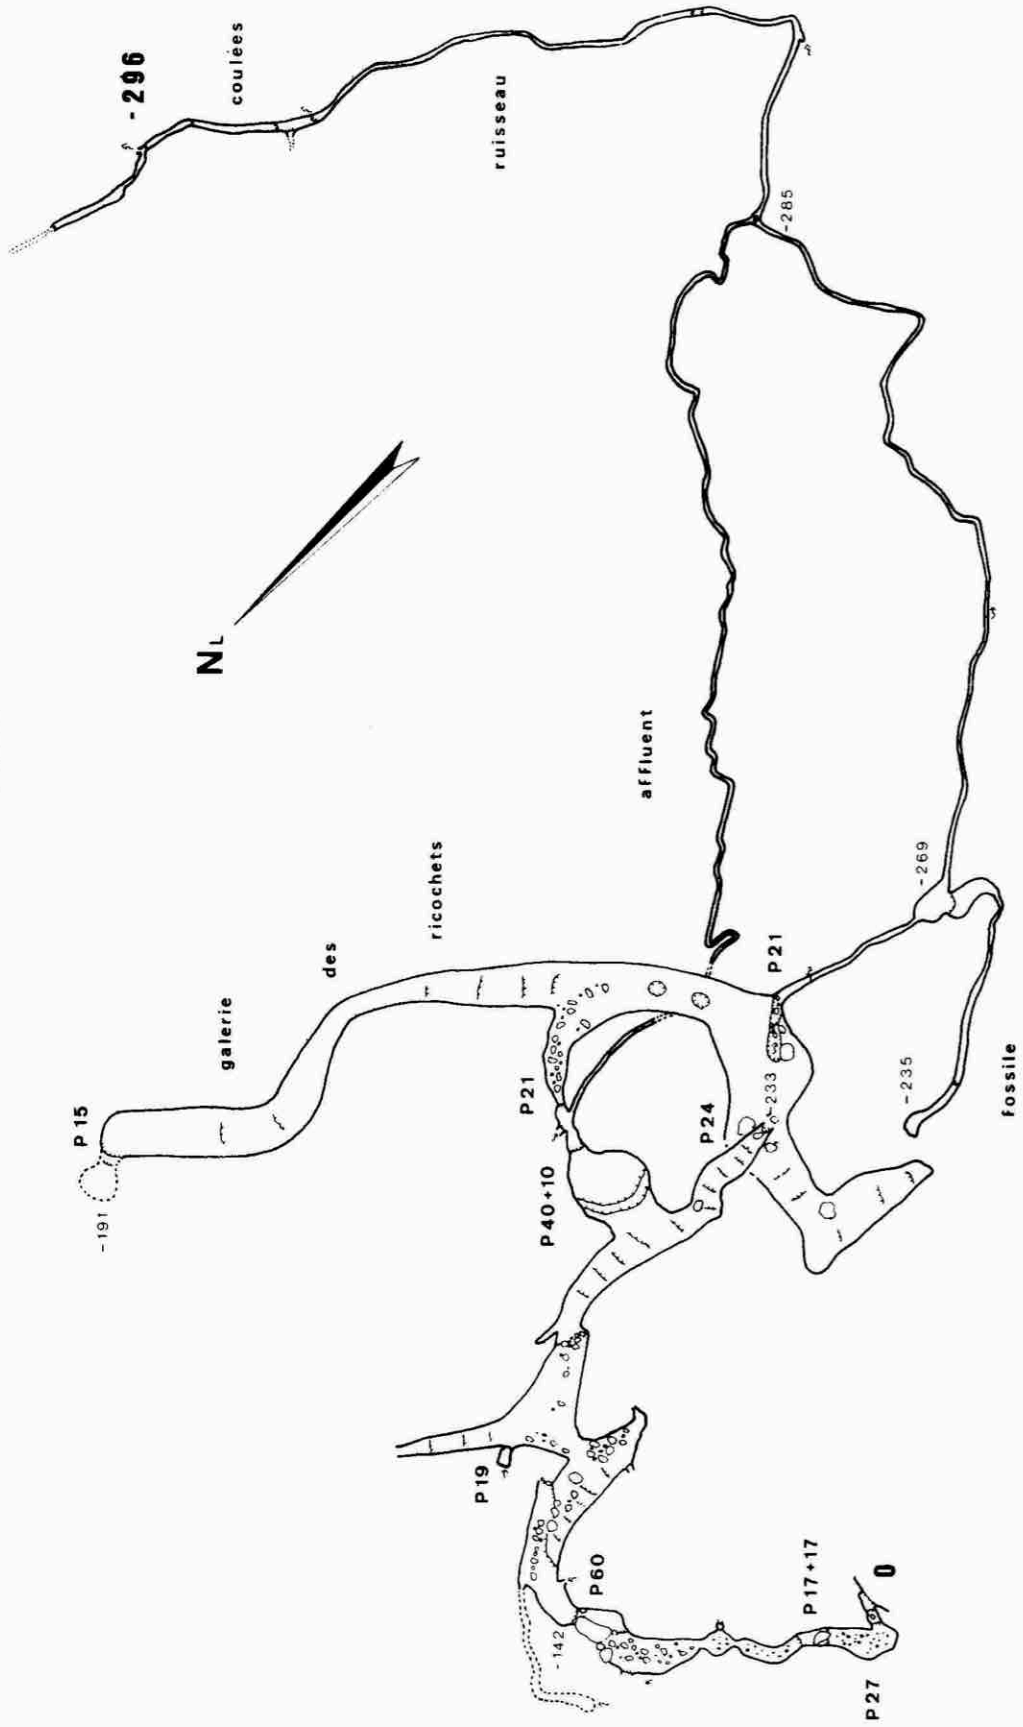 -296
coulées
ruisseau
-285
NL
affluent
ricochets
des
galerie
-269
P21
P15
-191
P21
P40+10
P24
-233
-235
Fossile
P19
P60
-142
P17+17
0
P27